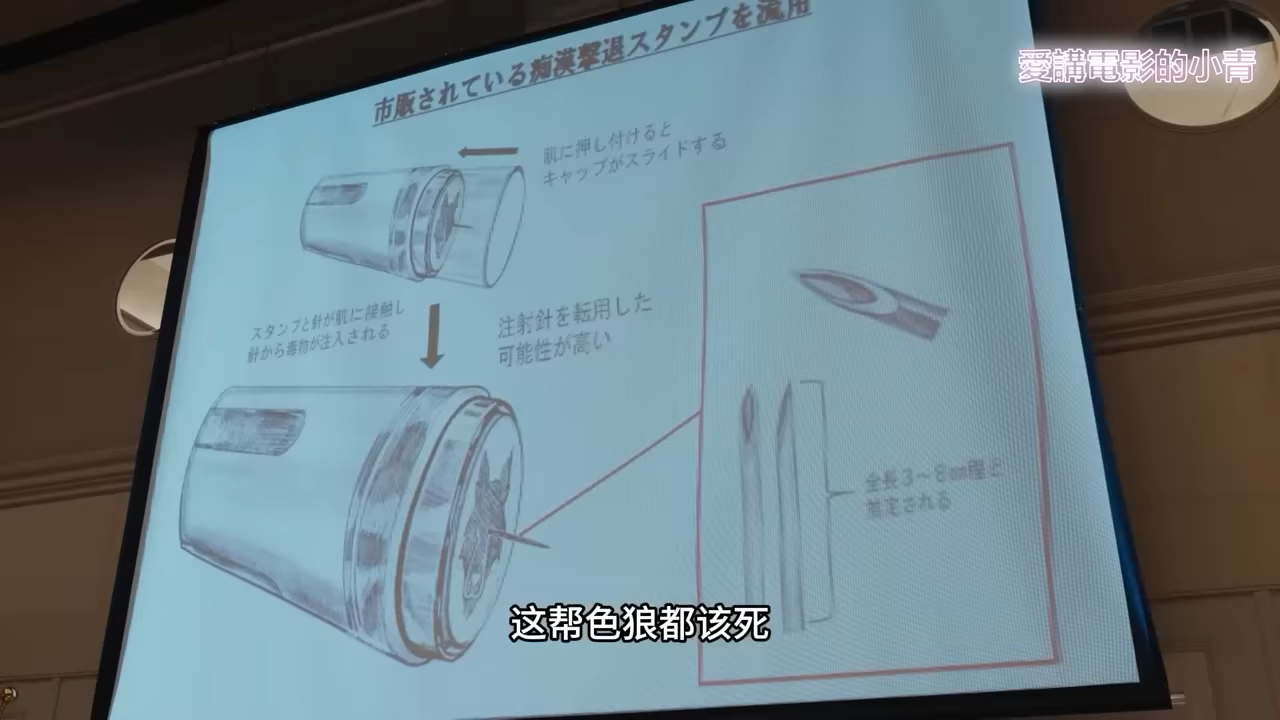 市販されている痴漢撃退スタンプを流用
愛講電影的小青
肌に押し付けると
キャップがスライドする
スタンプと針が肌に接触し
針から毒物が注入される
注射針を転用した
可能性が高い
全長3～8mm程と
推定される
这帮色狼都该死